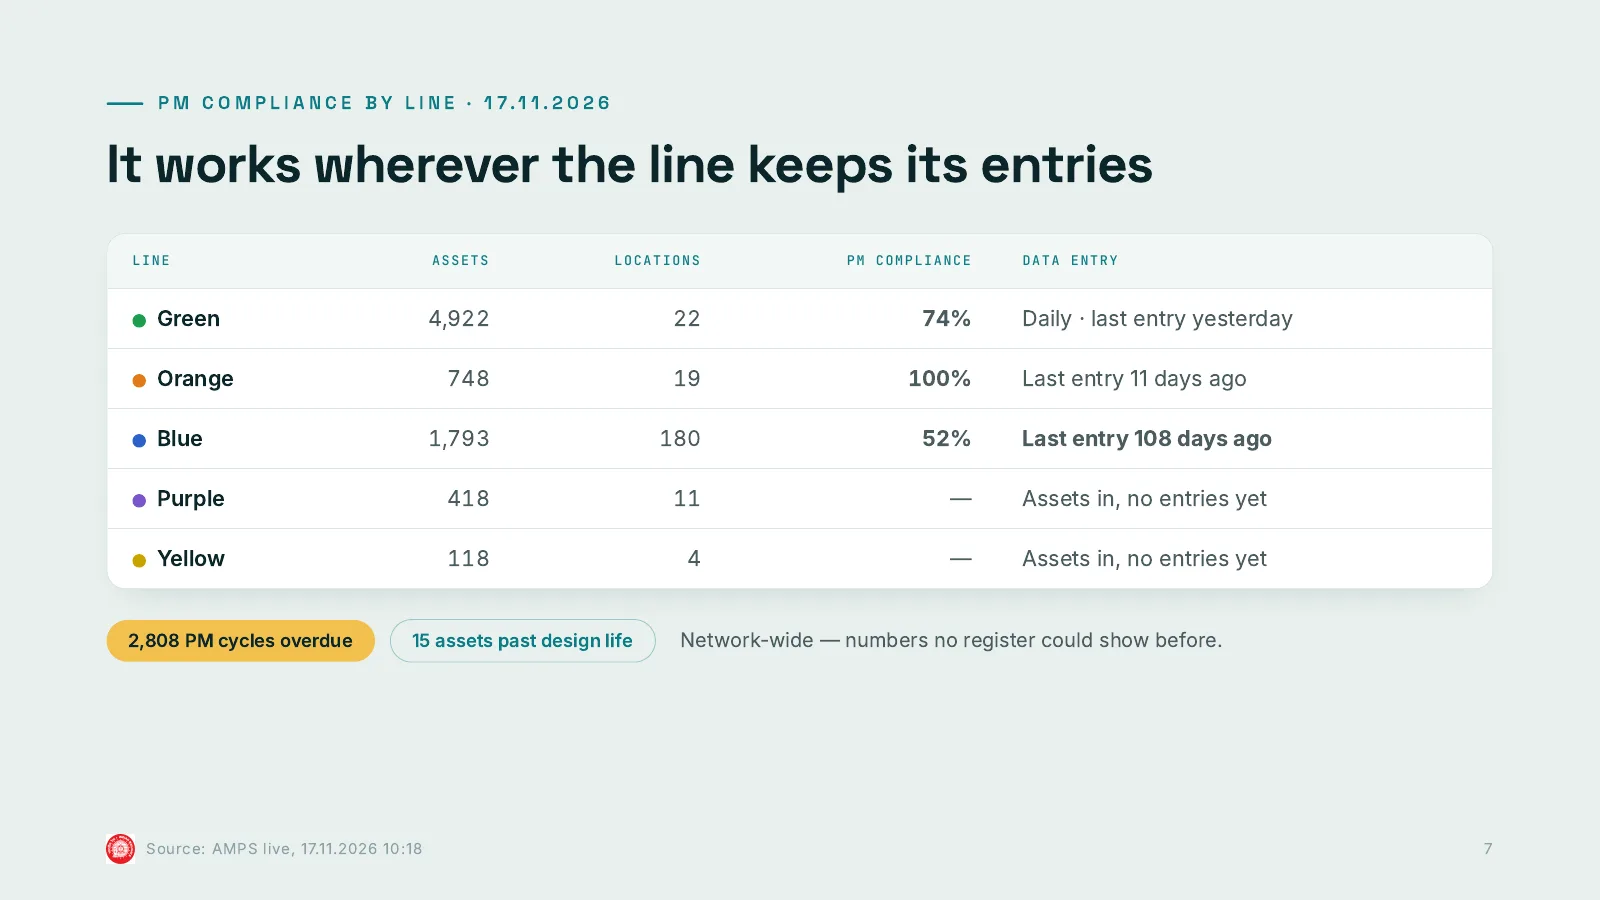 PM COMPLIANCE BY LINE · 17.11.2026
It works wherever the line keeps its entries
LINE ASSETS LOCATIONS PM COMPLIANCE DATA ENTRY
Green 4,922 22 74% Daily · last entry yesterday
Orange 748 19 100% Last entry 11 days ago
Blue 1,793 180 52% Last entry 108 days ago
Purple 418 11 — Assets in, no entries yet
Yellow 118 4 — Assets in, no entries yet
2,808 PM cycles overdue 15 assets past design life Network-wide — numbers no register could show before.
Source: AMPS live, 17.11.2026 10:18 7